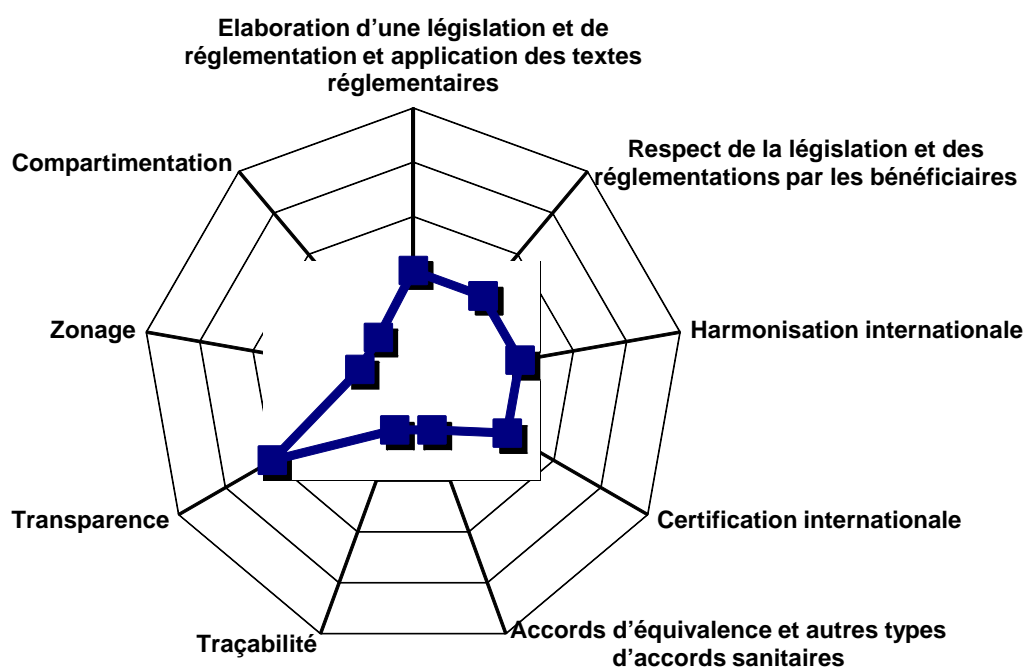 Elaboration d’une législation et de
réglementation et application des textes
réglementaires
Respect de la législation et des
réglementations par les bénéficiaires
Harmonisation internationale
Certification internationale
Accords d’équivalence et autres types
d’accords sanitaires
Traçabilité
Transparence
Zonage
Compartimentation